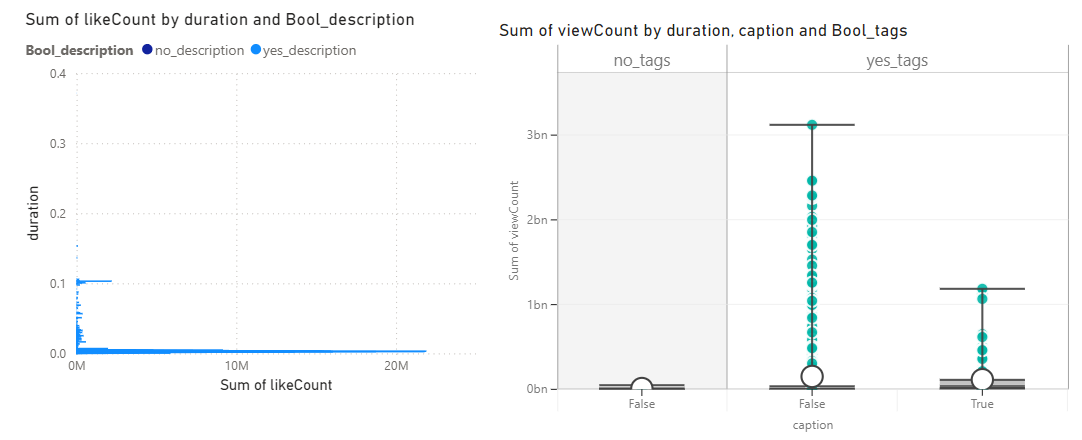 Sum of likeCount by duration and Bool_description
Bool_description no_description yes_description
0.4
0.3
0.2
0.1
0.0
duration
0M 10M 20M
Sum of likeCount
Sum of viewCount by duration, caption and Bool_tags
no_tags yes_tags
3bn
2bn
1bn
0bn
Sum of viewCount
False False True
caption